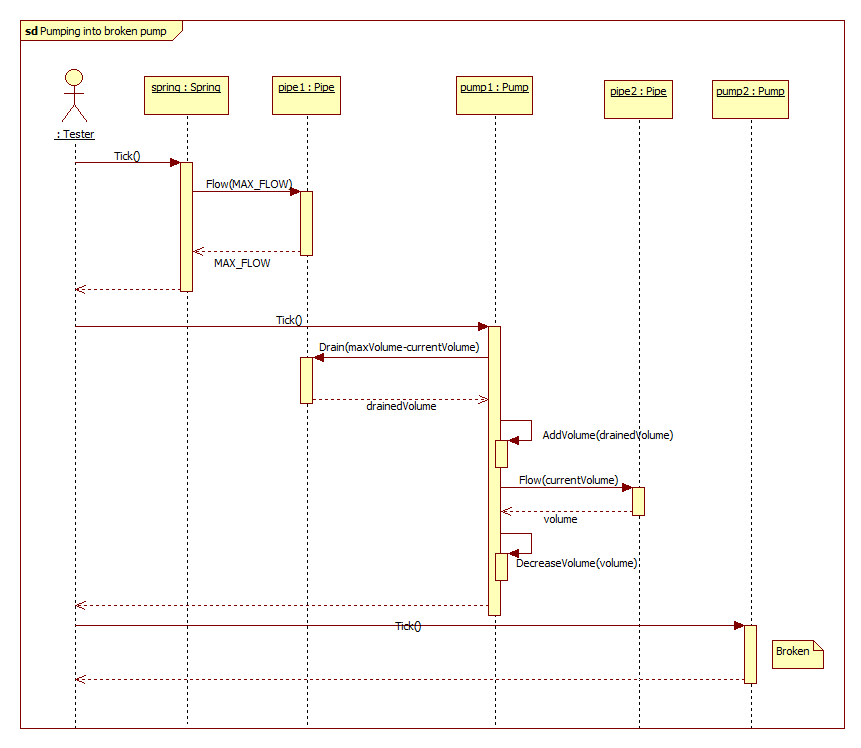 sd Pumping into broken pump
spring : Spring
pipe1 : Pipe
pump1 : Pump
pipe2 : Pipe
pump2 : Pump
: Tester
Tick()
Flow(MAX_FLOW)
MAX_FLOW
Tick()
Drain(maxVolume-currentVolume)
drainedVolume
AddVolume(drainedVolume)
Flow(currentVolume)
volume
DecreaseVolume(volume)
Tick()
Broken